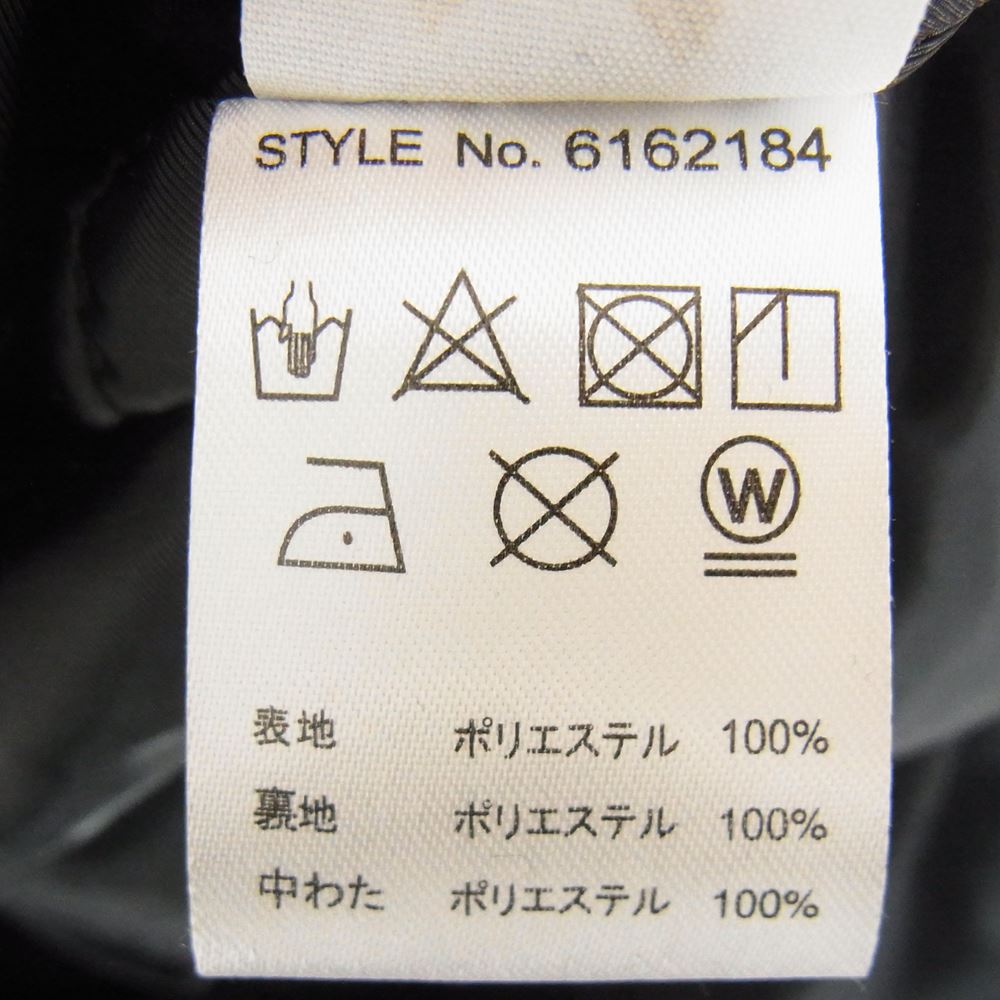 STYLE No. 6162184
W
表地 ポリエステル 100%
裏地 ポリエステル 100%
中わた ポリエステル 100%